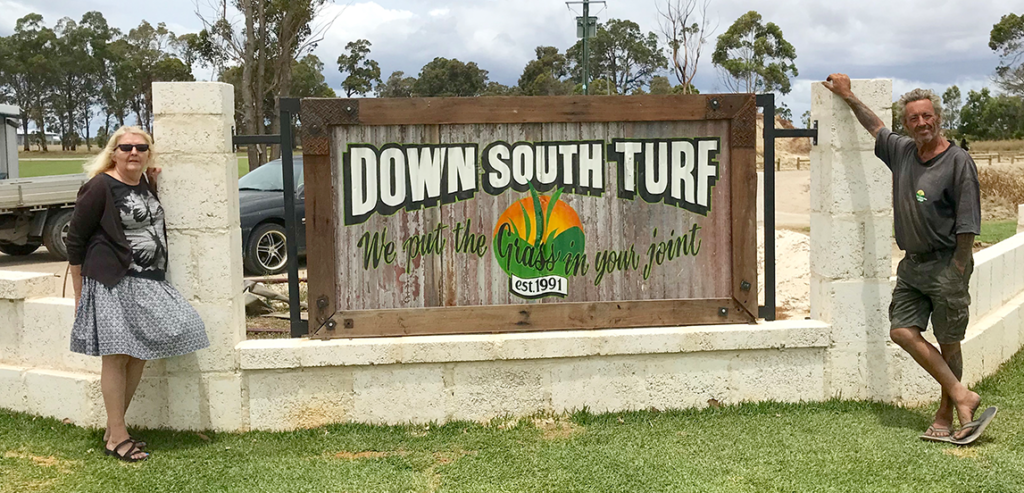 DOWN SOUTH TURF
We put the Grass in your joint
est.1991